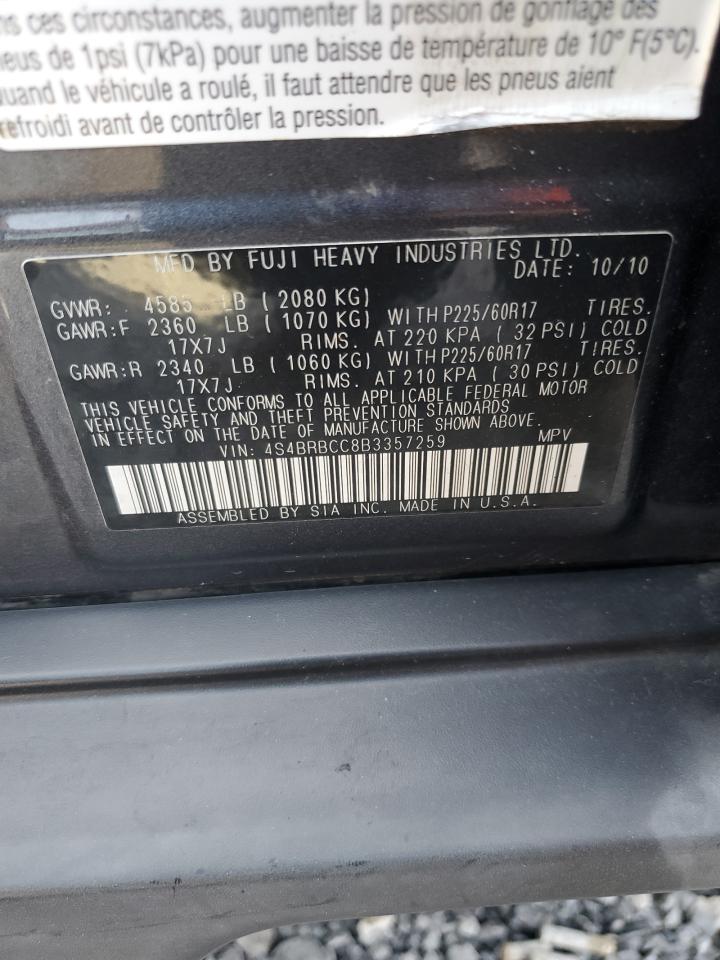 ns ces circonstances, augmenter la pression de gonflage des
neus de 1psi (7kPa) pour une baisse de température de 10° F(5°C).
Quand le véhicule a roulé, il faut attendre que les pneus aient
refroidi avant de contrôler la pression.
MFD BY FUJI HEAVY INDUSTRIES LTD.
DATE: 10/10
GVWR: 4585 LB ( 2080 KG)
GAWR:F 2360 LB ( 1070 KG) WITH P225/60R17 TIRES.
17X7J RIMS. AT 220 KPA ( 32 PSI) COLD
GAWR:R 2340 LB ( 1060 KG) WITH P225/60R17 TIRES.
17X7J RIMS. AT 210 KPA ( 30 PSI) COLD
THIS VEHICLE CONFORMS TO ALL APPLICABLE FEDERAL MOTOR
VEHICLE SAFETY AND THEFT PREVENTION STANDARDS
IN EFFECT ON THE DATE OF MANUFACTURE SHOWN ABOVE.
VIN: 4S4BRBCC8B3357259 MPV
ASSEMBLED BY SIA INC. MADE IN U.S.A.